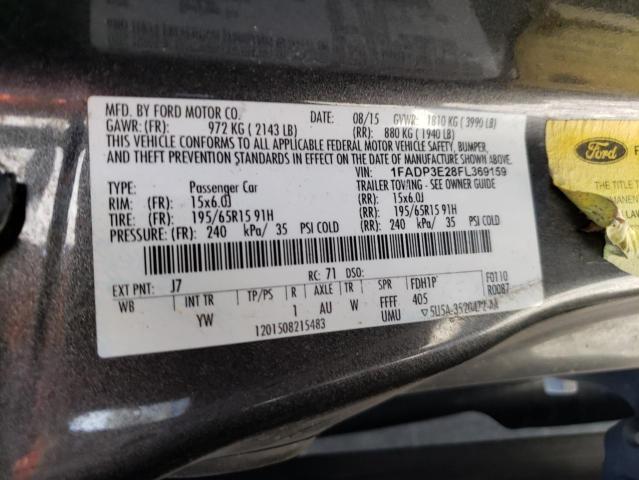 MFD. BY FORD MOTOR CO. 08/15 GVWR: 1810 KG ( 3990 LB)
GAWR: (FR): 972 KG ( 2143 LB) (RR): 880 KG ( 1940 LB)
THIS VEHICLE CONFORMS TO ALL APPLICABLE FEDERAL MOTOR VEHICLE SAFETY, BUMPER,
AND THEFT PREVENTION STANDARDS IN EFFECT ON THE DATE OF MANUFACTURE SHOWN ABOVE.
VIN: 1FADP3E28FL369159
TYPE: Passenger Car TRAILER TOWING - SEE OWNER GUIDE
RIM: (FR): 15x6.0J (RR): 15x6.0J
TIRE: (FR): 195/65R15 91H (RR): 195/65R15 91H
PRESSURE: (FR): 240 kPa/ 35 PSI COLD (RR): 240 kPa/ 35 PSI COLD
EXT PNT: J7 RC: 71 DSO: FDH1P F0110
WB INT TR TP/PS R AXLE TR SPR 405 R0087
YW 1 AU W FFFF
UMU
1201508215483
Ford
THE TITLE T